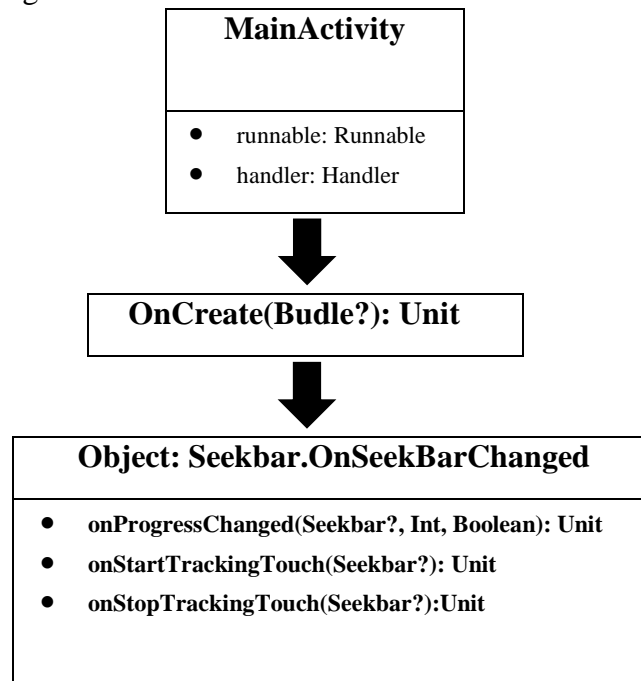 MainActivity
• runnable: Runnable
• handler: Handler
OnCreate(Budle?): Unit
Object: Seekbar.OnSeekBarChanged
• onProgressChanged(Seekbar?, Int, Boolean): Unit
• onStartTrackingTouch(Seekbar?): Unit
• onStopTrackingTouch(Seekbar?):Unit